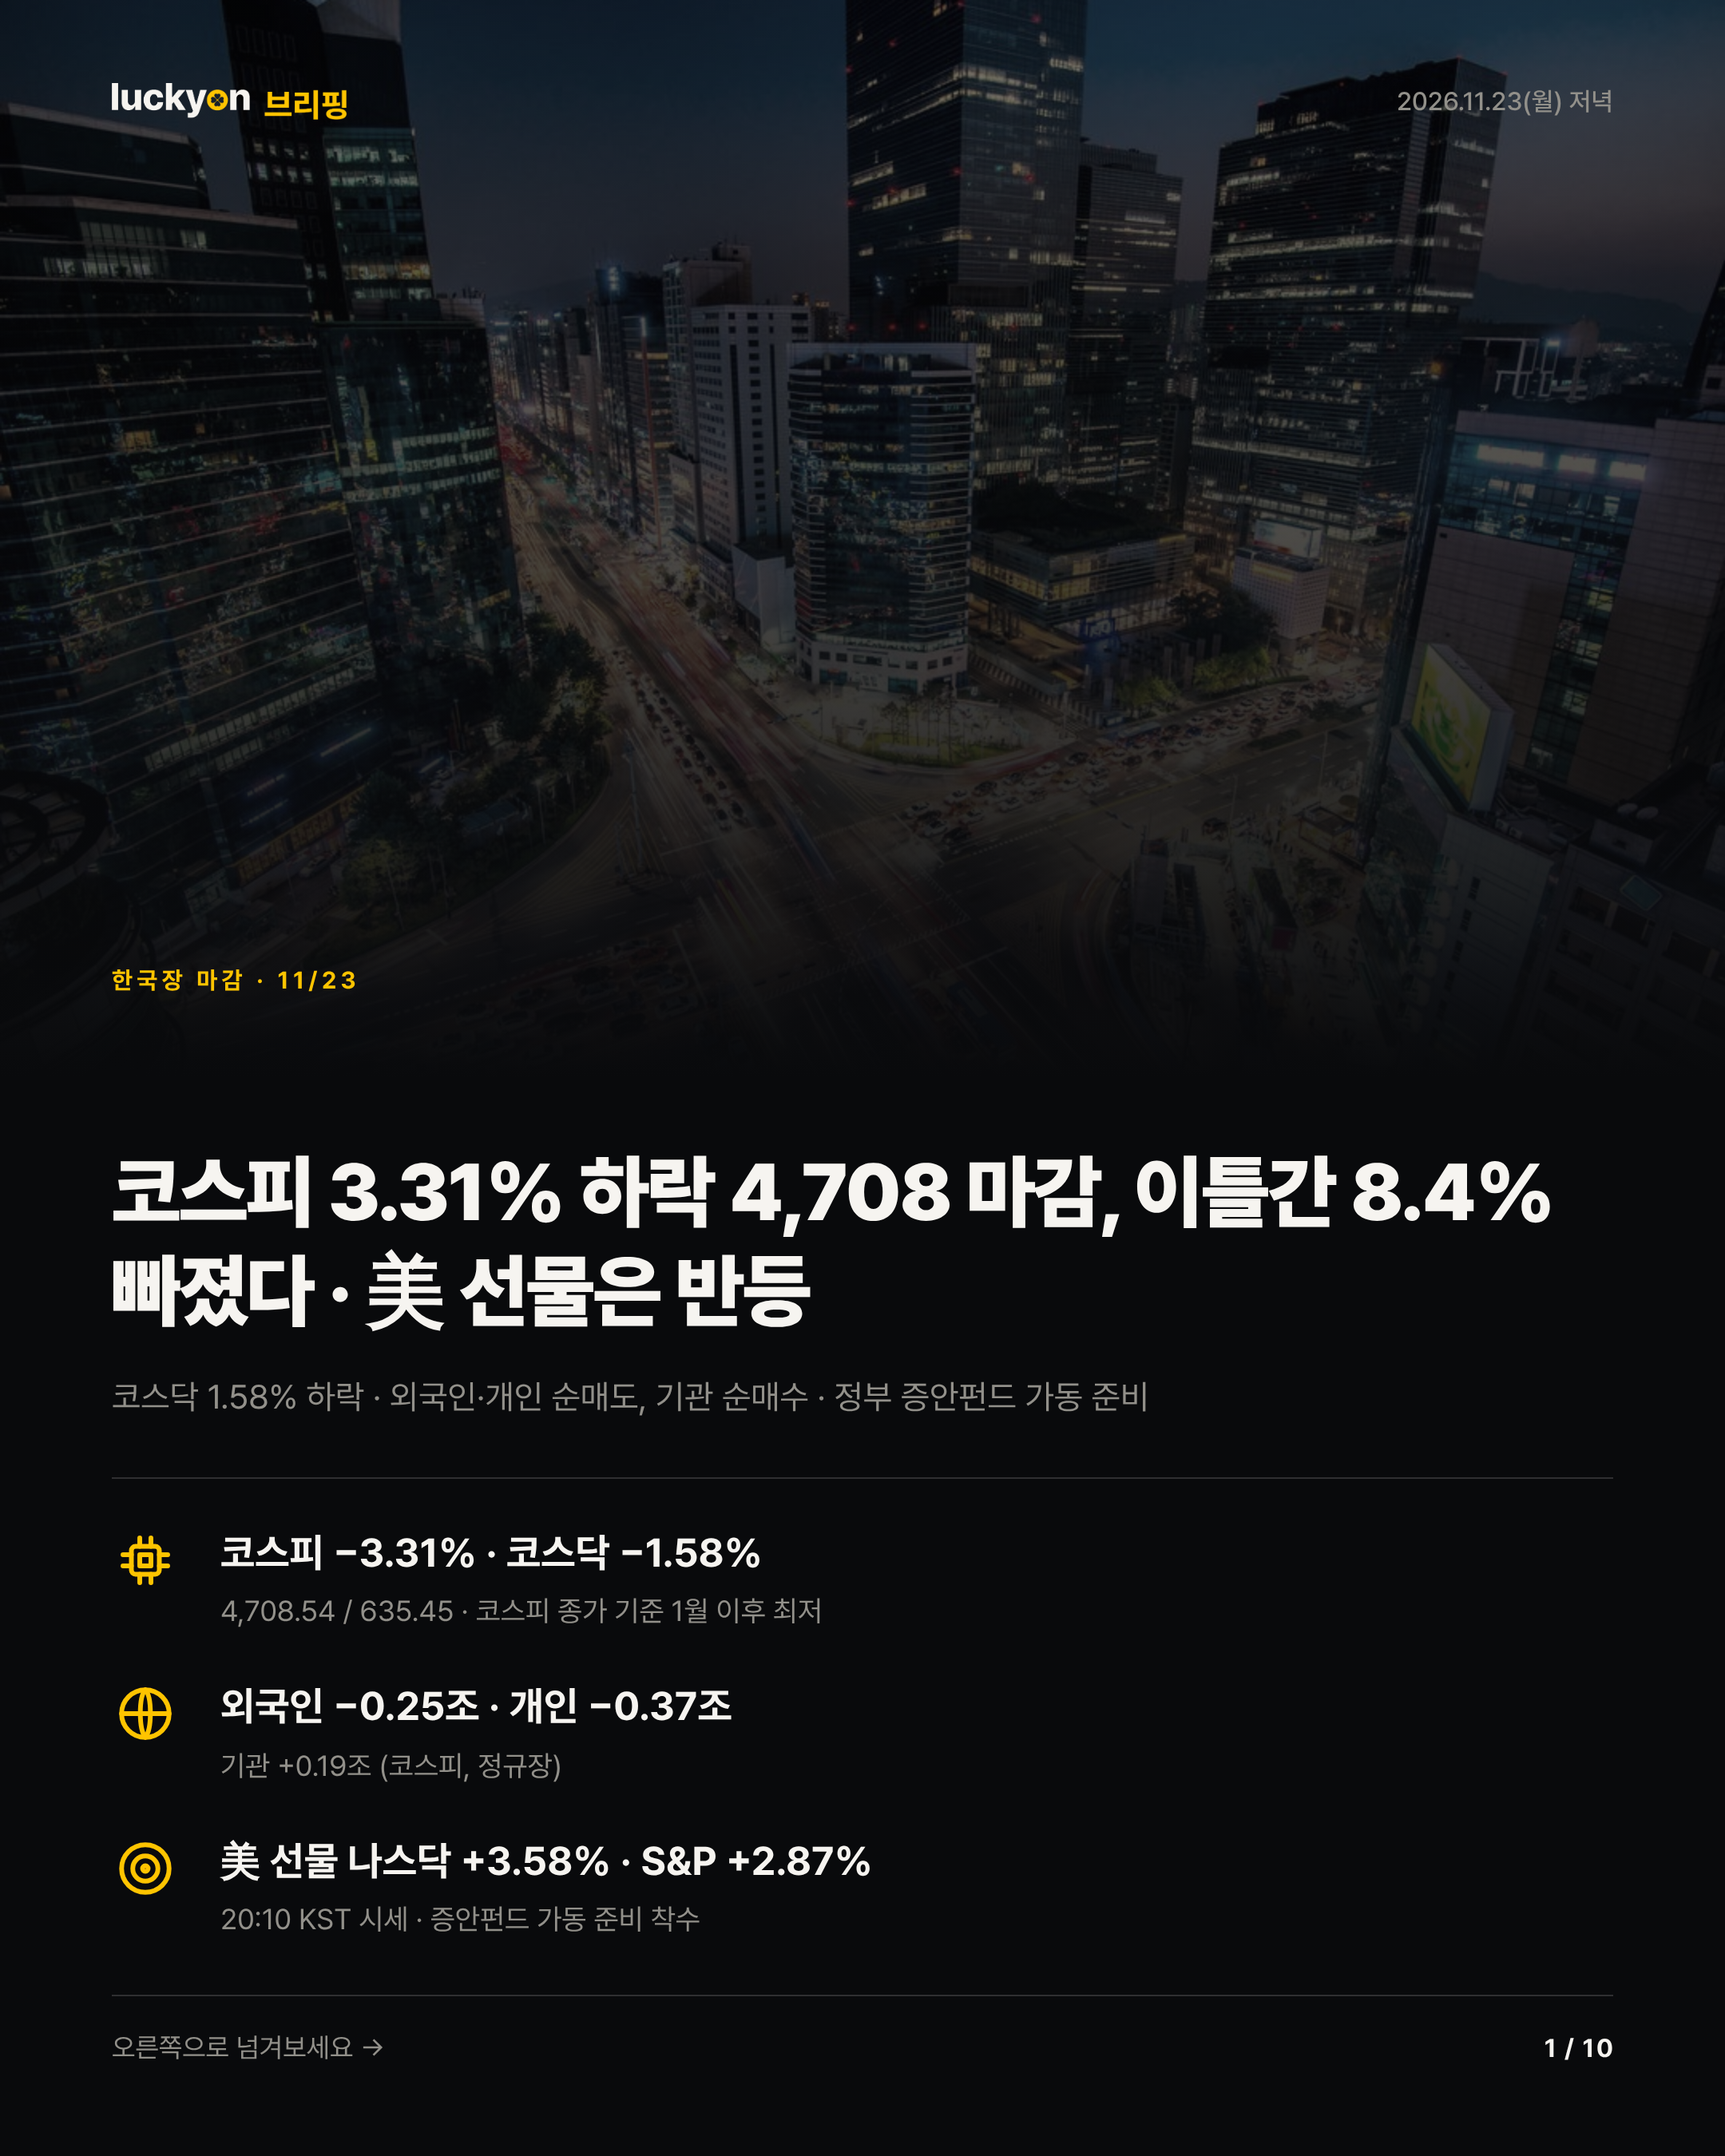 luckyon 브리핑
2026.11.23(월) 저녁
한국장 마감 · 11/23
코스피 3.31% 하락 4,708 마감, 이틀간 8.4%
빠졌다 · 美 선물은 반등
코스닥 1.58% 하락 · 외국인·개인 순매도, 기관 순매수 · 정부 증안펀드 가동 준비
코스피 −3.31% · 코스닥 −1.58%
4,708.54 / 635.45 · 코스피 종가 기준 1월 이후 최저
외국인 −0.25조 · 개인 −0.37조
기관 +0.19조 (코스피, 정규장)
美 선물 나스닥 +3.58% · S&P +2.87%
20:10 KST 시세 · 증안펀드 가동 준비 착수
오른쪽으로 넘겨보세요 →
1 / 10